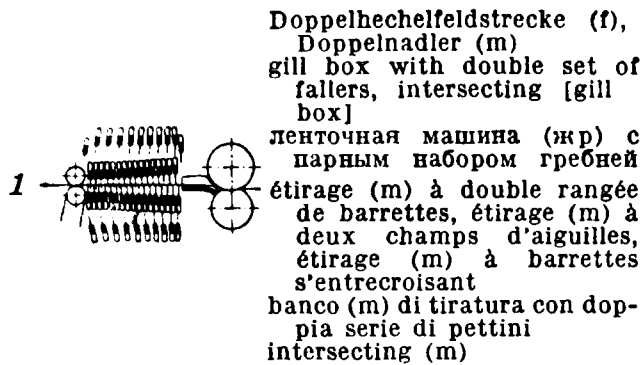 Doppelhechelfeldstrecke (f),
Doppelnadler (m)
gill box with double set of
fallers, intersecting [gill
box]
ленточная машина (жр) с
парным набором гребней
1
étirage (m) à double rangée
de barrettes, étirage (m) à
deux champs d'aiguilles,
étirage (m) à barrettes
s'entrecroisant
banco (m) di tiratura con dop-
pia serie di pettini
intersecting (m)